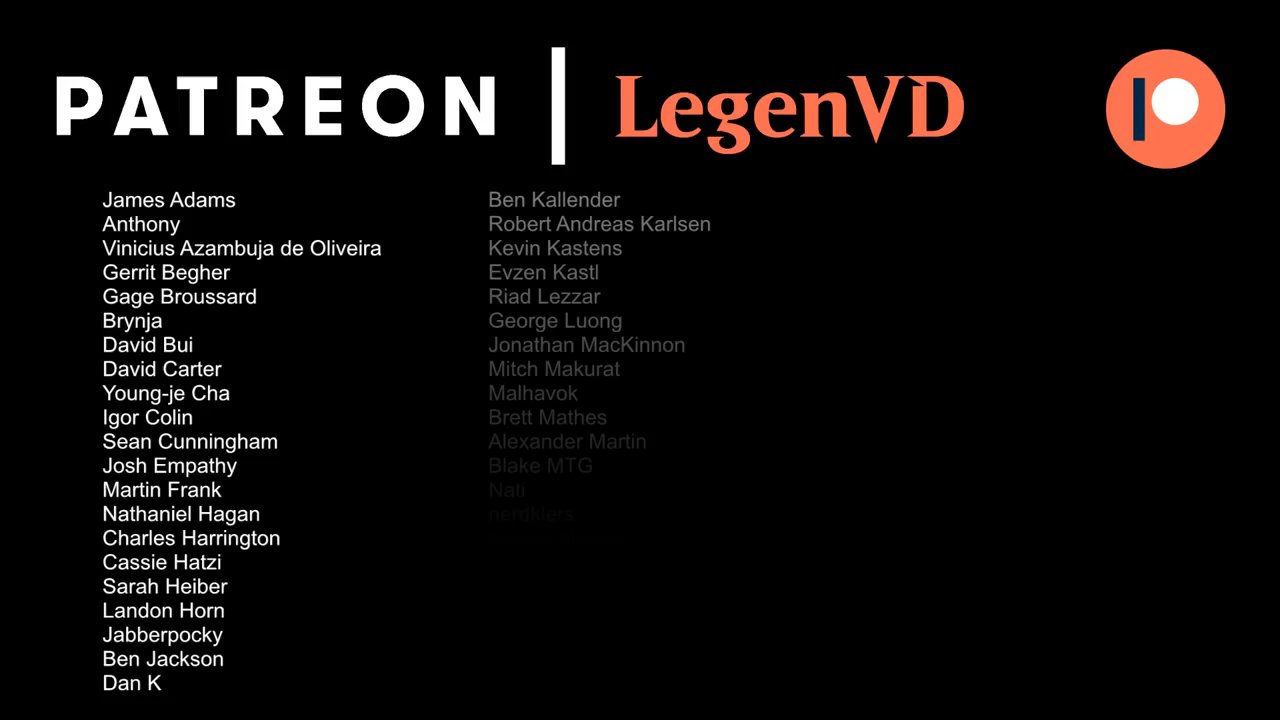 PATREON | LegenVD
James Adams
Anthony
Vinicius Azambuja de Oliveira
Gerrit Begher
Gage Broussard
Brynja
David Bui
David Carter
Young-je Cha
Igor Colin
Sean Cunningham
Josh Empathy
Martin Frank
Nathaniel Hagan
Charles Harrington
Cassie Hatzi
Sarah Heiber
Landon Horn
Jabberpocky
Ben Jackson
Dan K
Ben Kallender
Robert Andreas Karlsen
Kevin Kastens
Evzen Kastl
Riad Lezzar
George Luong
Jonathan MacKinnon
Mitch Makurat
Malhavok
Brett Mathes
Alexander Martin
Blake MTG
Nati
nerdklers